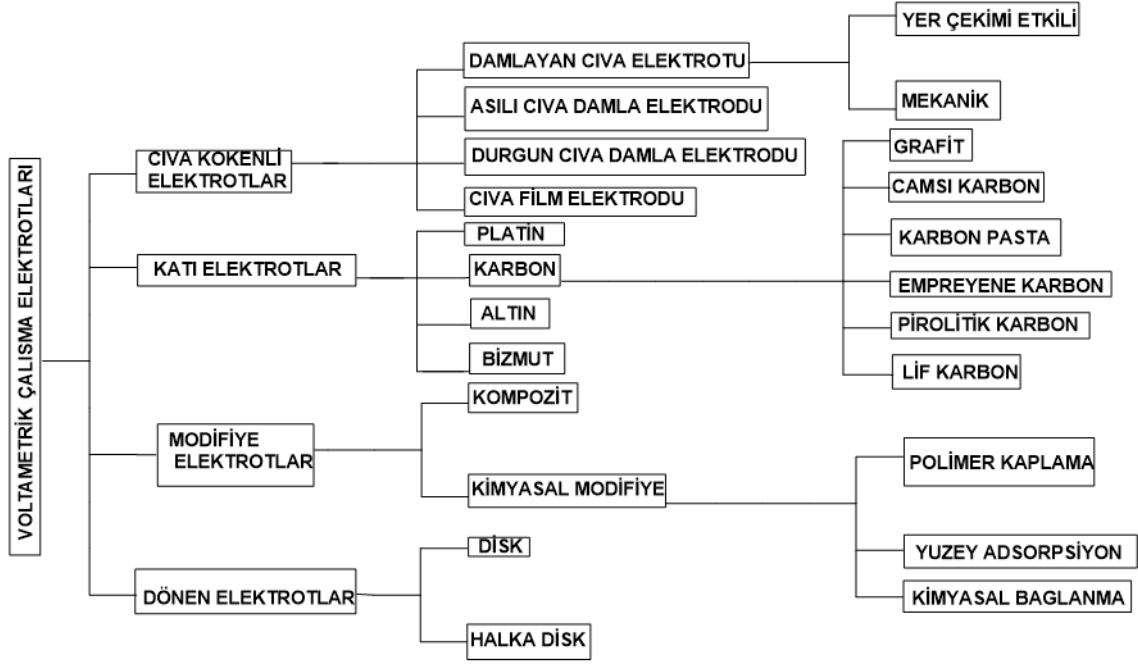 VOLTAMETRİK ÇALISMA ELEKTROTLARI
CIVA KOKENLİ
ELEKTROTLAR
DAMLAYAN CIVA ELEKTROTU
YER ÇEKİMİ ETKİLİ
MEKANİK
ASILI CIVA DAMLA ELEKTRODU
DURGUN CIVA DAMLA ELEKTRODU
CIVA FİLM ELEKTRODU
KATI ELEKTROTLAR
PLATİN
KARBON
GRAFİT
CAMSI KARBON
KARBON PASTA
EMPREYENE KARBON
PİROLİTİK KARBON
LİF KARBON
ALTIN
BİZMUT
MODİFİYE
ELEKTROTLAR
KOMPOZİT
KİMYASAL MODİFİYE
POLİMER KAPLAMA
YUZEY ADSORPSİYON
KİMYASAL BAGLANMA
DÖNEN ELEKTROTLAR
DİSK
HALKA DİSK